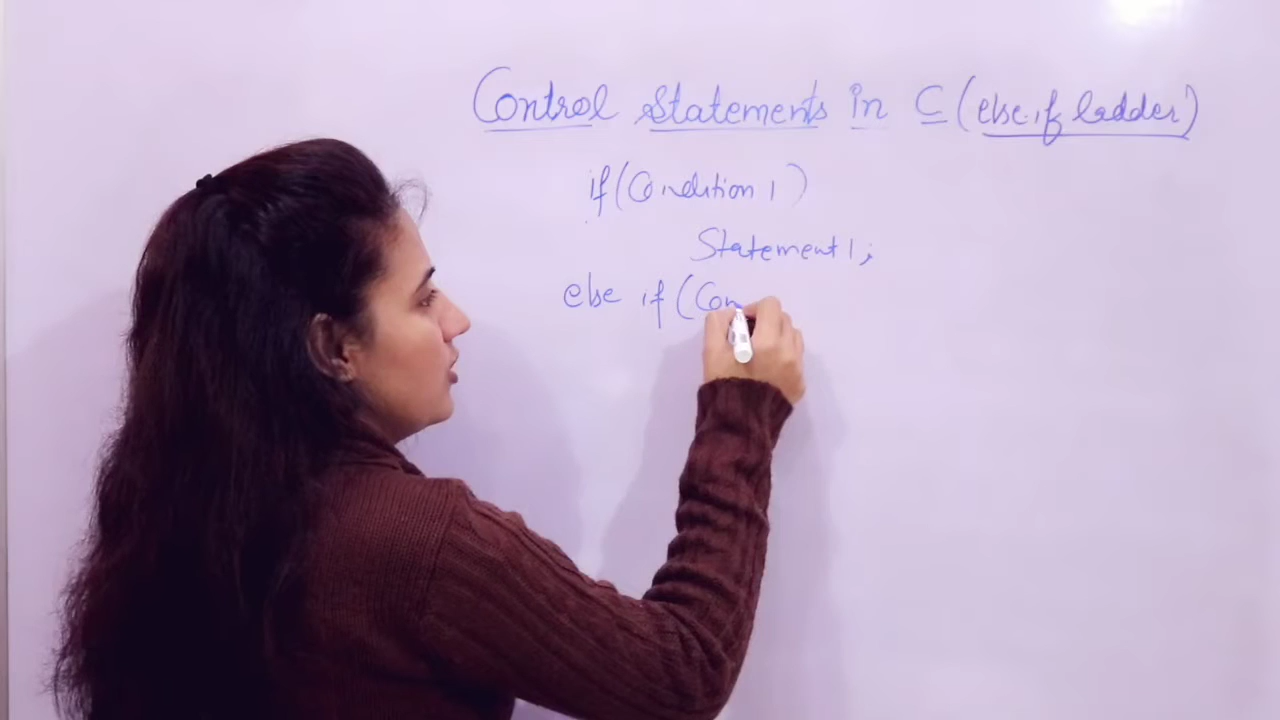 Control Statements in C (else if ladder)
if (Condition 1)
Statement 1;
else if (Con